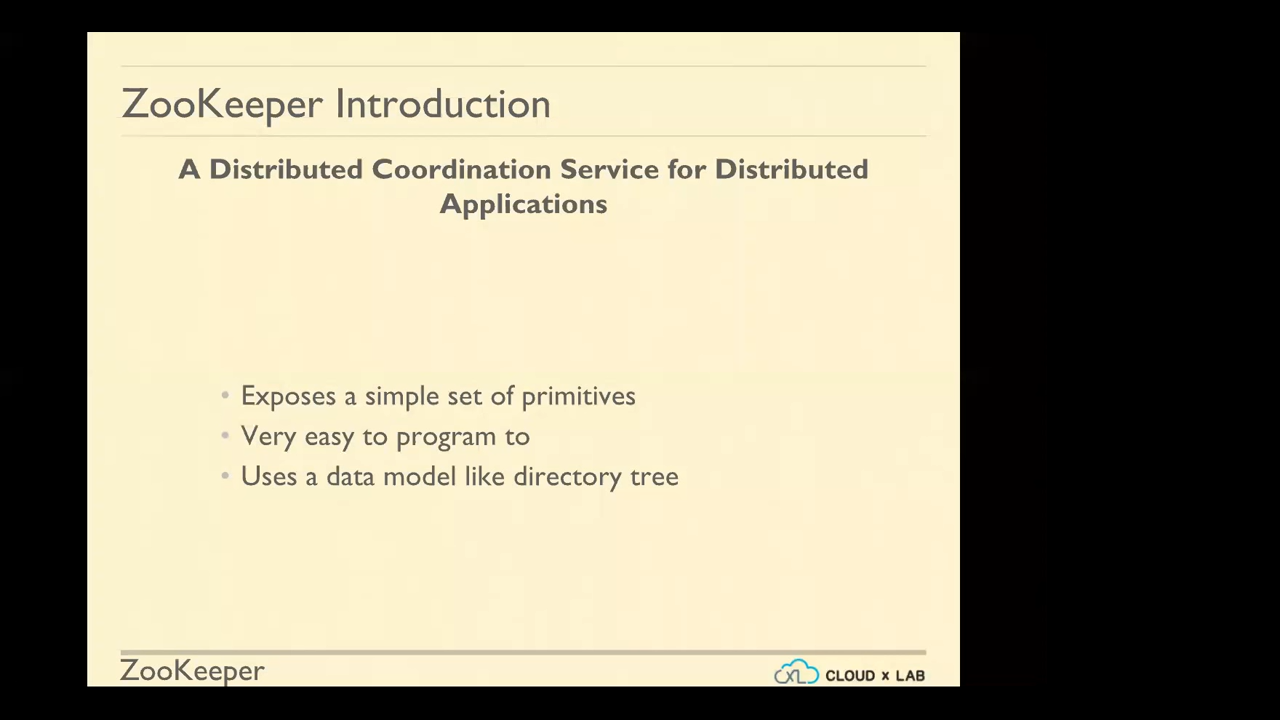 ZooKeeper Introduction
A Distributed Coordination Service for Distributed
Applications
• Exposes a simple set of primitives
• Very easy to program to
• Uses a data model like directory tree
ZooKeeper
CXL CLOUD x LAB